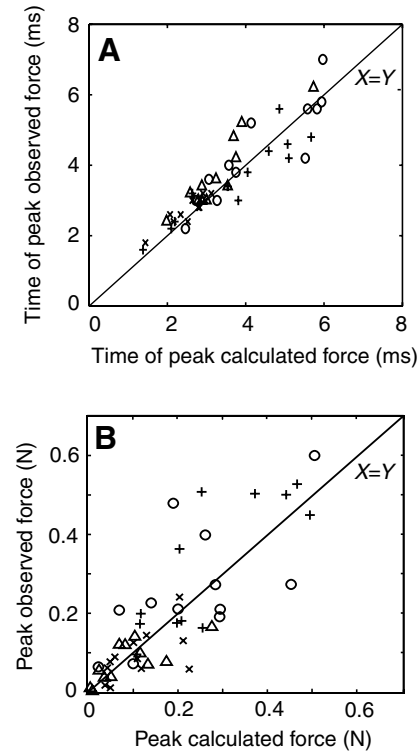 A
8
6
4
2
0
X=Y
Time of peak observed force (ms)
0 2 4 6 8
Time of peak calculated force (ms)
B
0.6
0.4
0.2
0
X=Y
Peak observed force (N)
0 0.2 0.4 0.6
Peak calculated force (N)